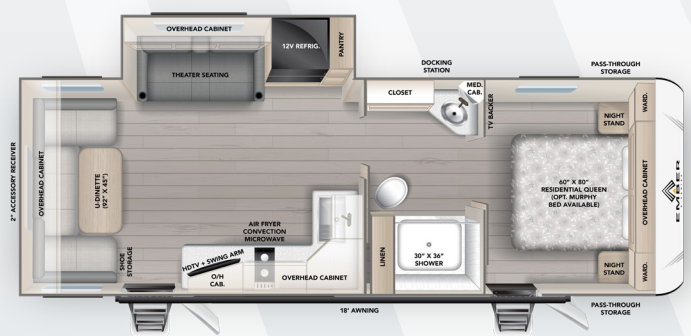 OVERHEAD CABINET
12V REFRIG.
PANTRY
THEATER SEATING
DOCKING
STATION
PASS-THROUGH
STORAGE
CLOSET
MED.
CAB.
TV BACKER
WARD.
NIGHT
STAND
2" ACCESSORY RECEIVER
OVERHEAD CABINET
U-DINETTE
(92" X 45")
60" X 80"
RESIDENTIAL QUEEN
(OPT. MURPHY
BED AVAILABLE)
OVERHEAD CABINET
EMBER
AIR FRYER
CONVECTION
MICROWAVE
SHOE
STORAGE
HDTV + SWING ARM
O/H
CAB.
OVERHEAD CABINET
LINEN
30" X 36"
SHOWER
NIGHT
STAND
WARD.
18' AWNING
PASS-THROUGH
STORAGE